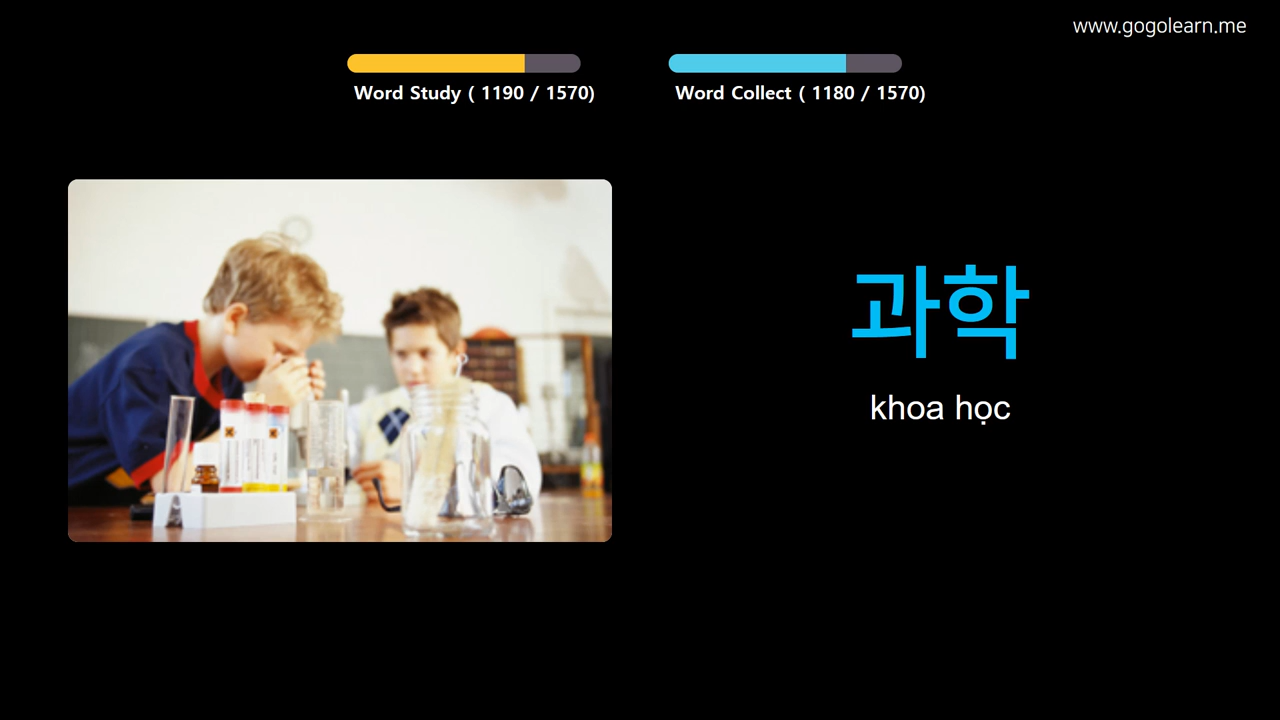 www.gogolearn.me
Word Study ( 1190 / 1570)
Word Collect ( 1180 / 1570)
과학
khoa học